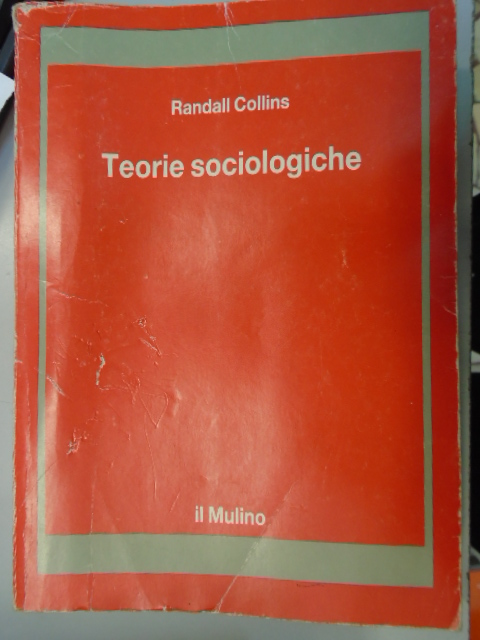 Randall Collins
Teorie sociologiche
il Mulino